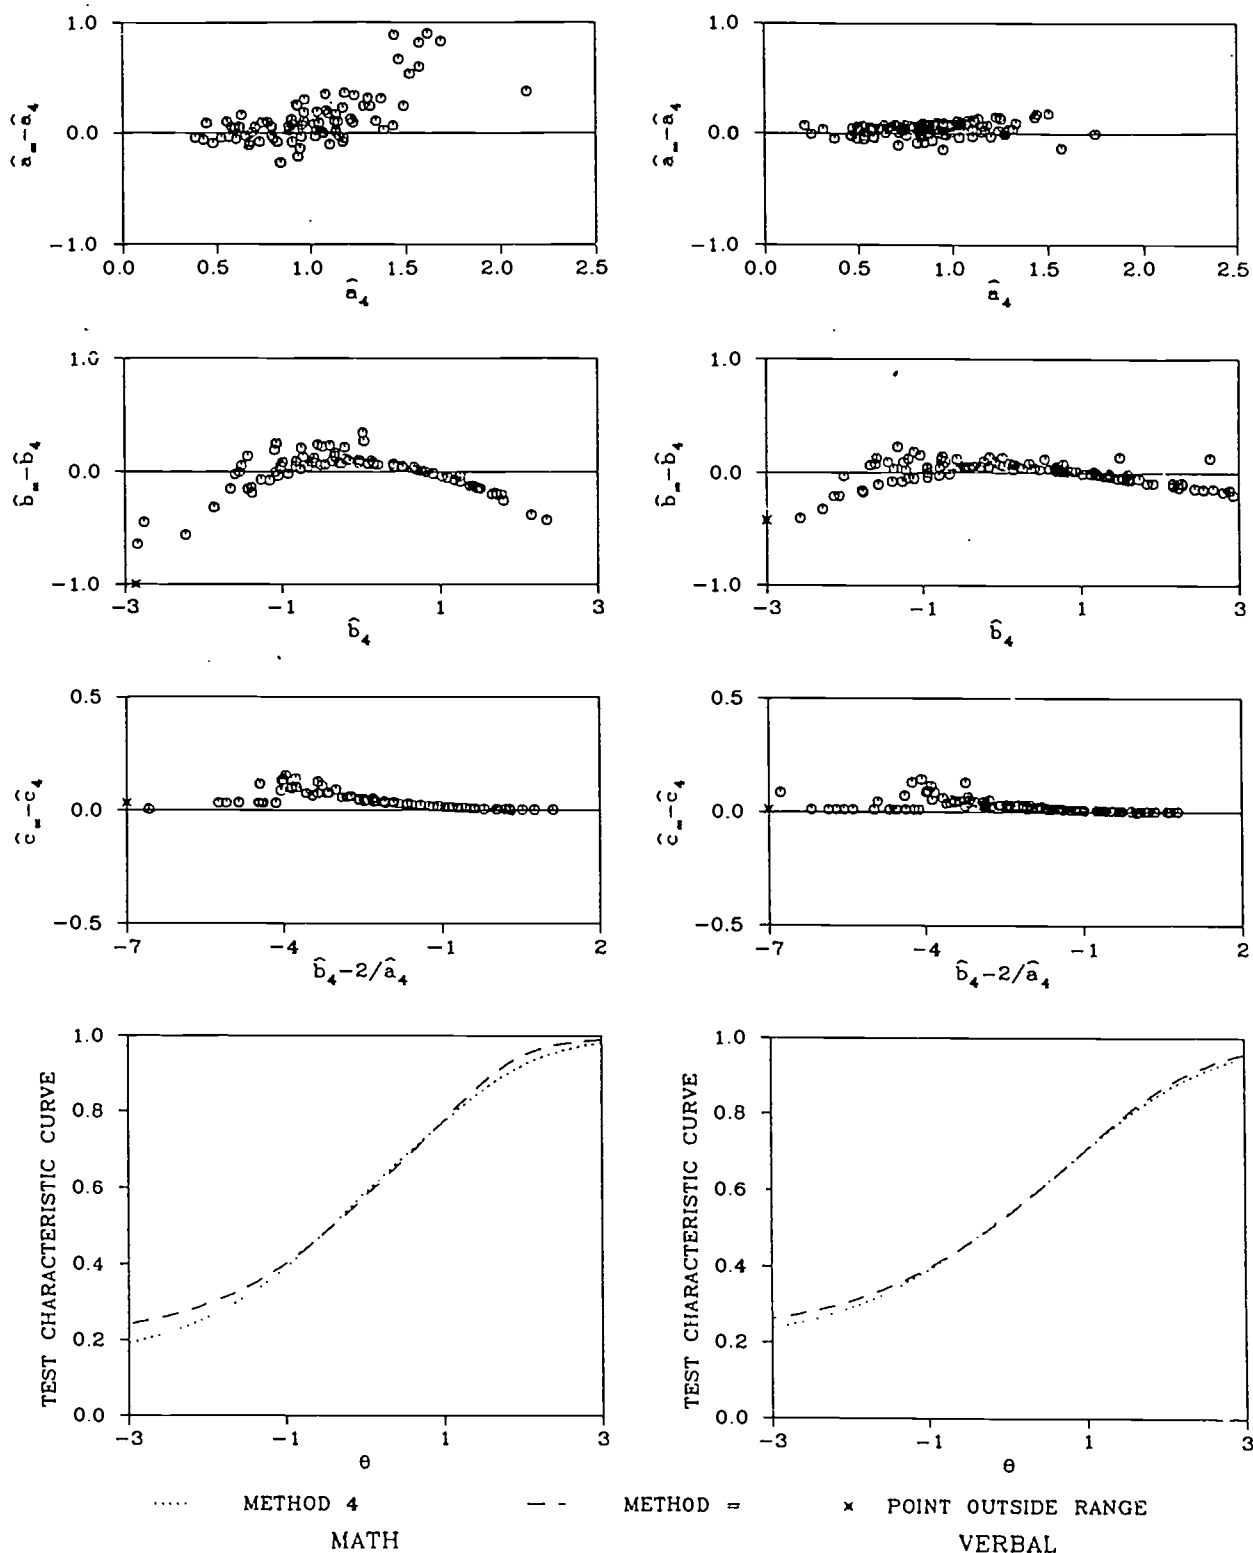 1.0
0.0
−1.0
0.0 0.5 1.0 1.5 2.0 2.5
â₌−â₄
â₄
1.0
0.0
−1.0
0.0 0.5 1.0 1.5 2.0 2.5
â₌−â₄
â₄
1.0
0.0
−1.0
−3 −1 1 3
b̂₌−b̂₄
b̂₄
1.0
0.0
−1.0
−3 −1 1 3
b̂₌−b̂₄
b̂₄
0.5
0.0
−0.5
−7 −4 −1 2
ĉ₌−ĉ₄
b̂₄−2/â₄
0.5
0.0
−0.5
−7 −4 −1 2
ĉ₌−ĉ₄
b̂₄−2/â₄
1.0
0.8
0.6
0.4
0.2
0.0
−3 −1 1 3
TEST CHARACTERISTIC CURVE
θ
1.0
0.8
0.6
0.4
0.2
0.0
−3 −1 1 3
TEST CHARACTERISTIC CURVE
θ
METHOD 4 METHOD = × POINT OUTSIDE RANGE
MATH VERBAL